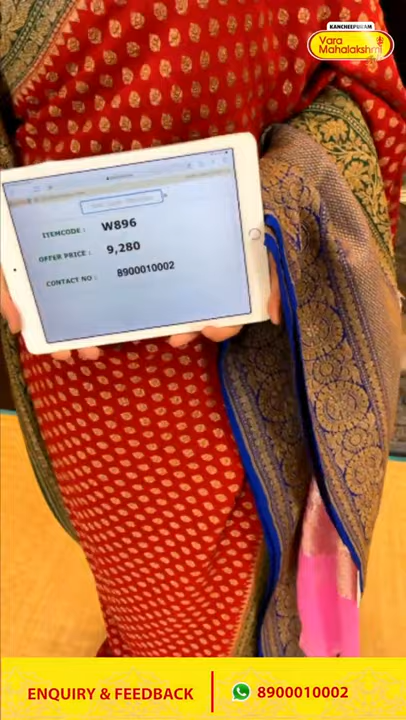 KANCHEEPURAM
Vara
Mahalakshmi
ITEMCODE : W896
OFFER PRICE : 9,280
CONTACT NO : 8900010002
ENQUIRY & FEEDBACK 8900010002